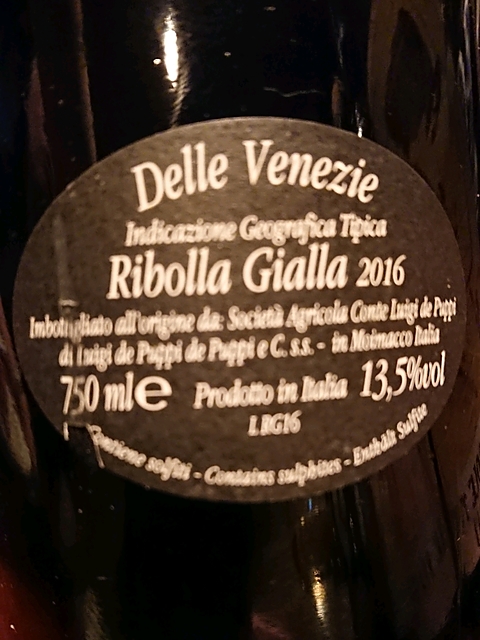 Delle Venezie
Indicazione Geografica Tipica
Ribolla Gialla 2016
Imbottigliato all'origine da: Società Agricola Conte Luigi de Puppi
di Luigi de Puppi de Puppi e C. s.s. - in Moimacco Italia
750 ml e Prodotto in Italia 13,5%vol
L RG16
Contiene solfiti - Contains sulphites - Enthält Sulfite